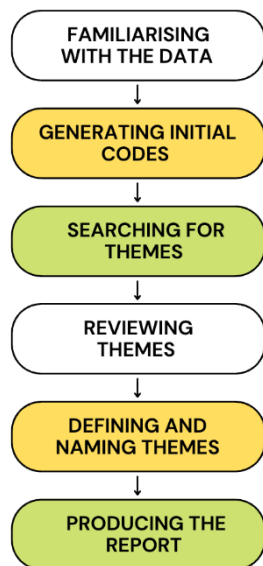 FAMILIARISING
WITH THE DATA
GENERATING INITIAL
CODES
SEARCHING FOR
THEMES
REVIEWING
THEMES
DEFINING AND
NAMING THEMES
PRODUCING THE
REPORT